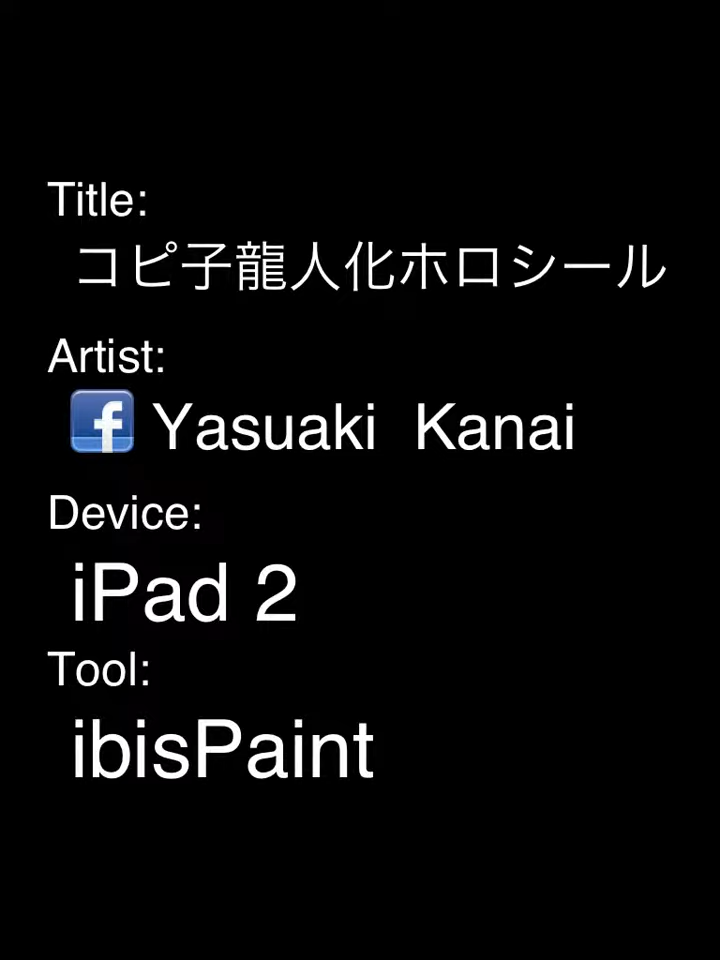 Title:
コピ子龍人化ホロシール
Artist:
f Yasuaki Kanai
Device:
iPad 2
Tool:
ibisPaint